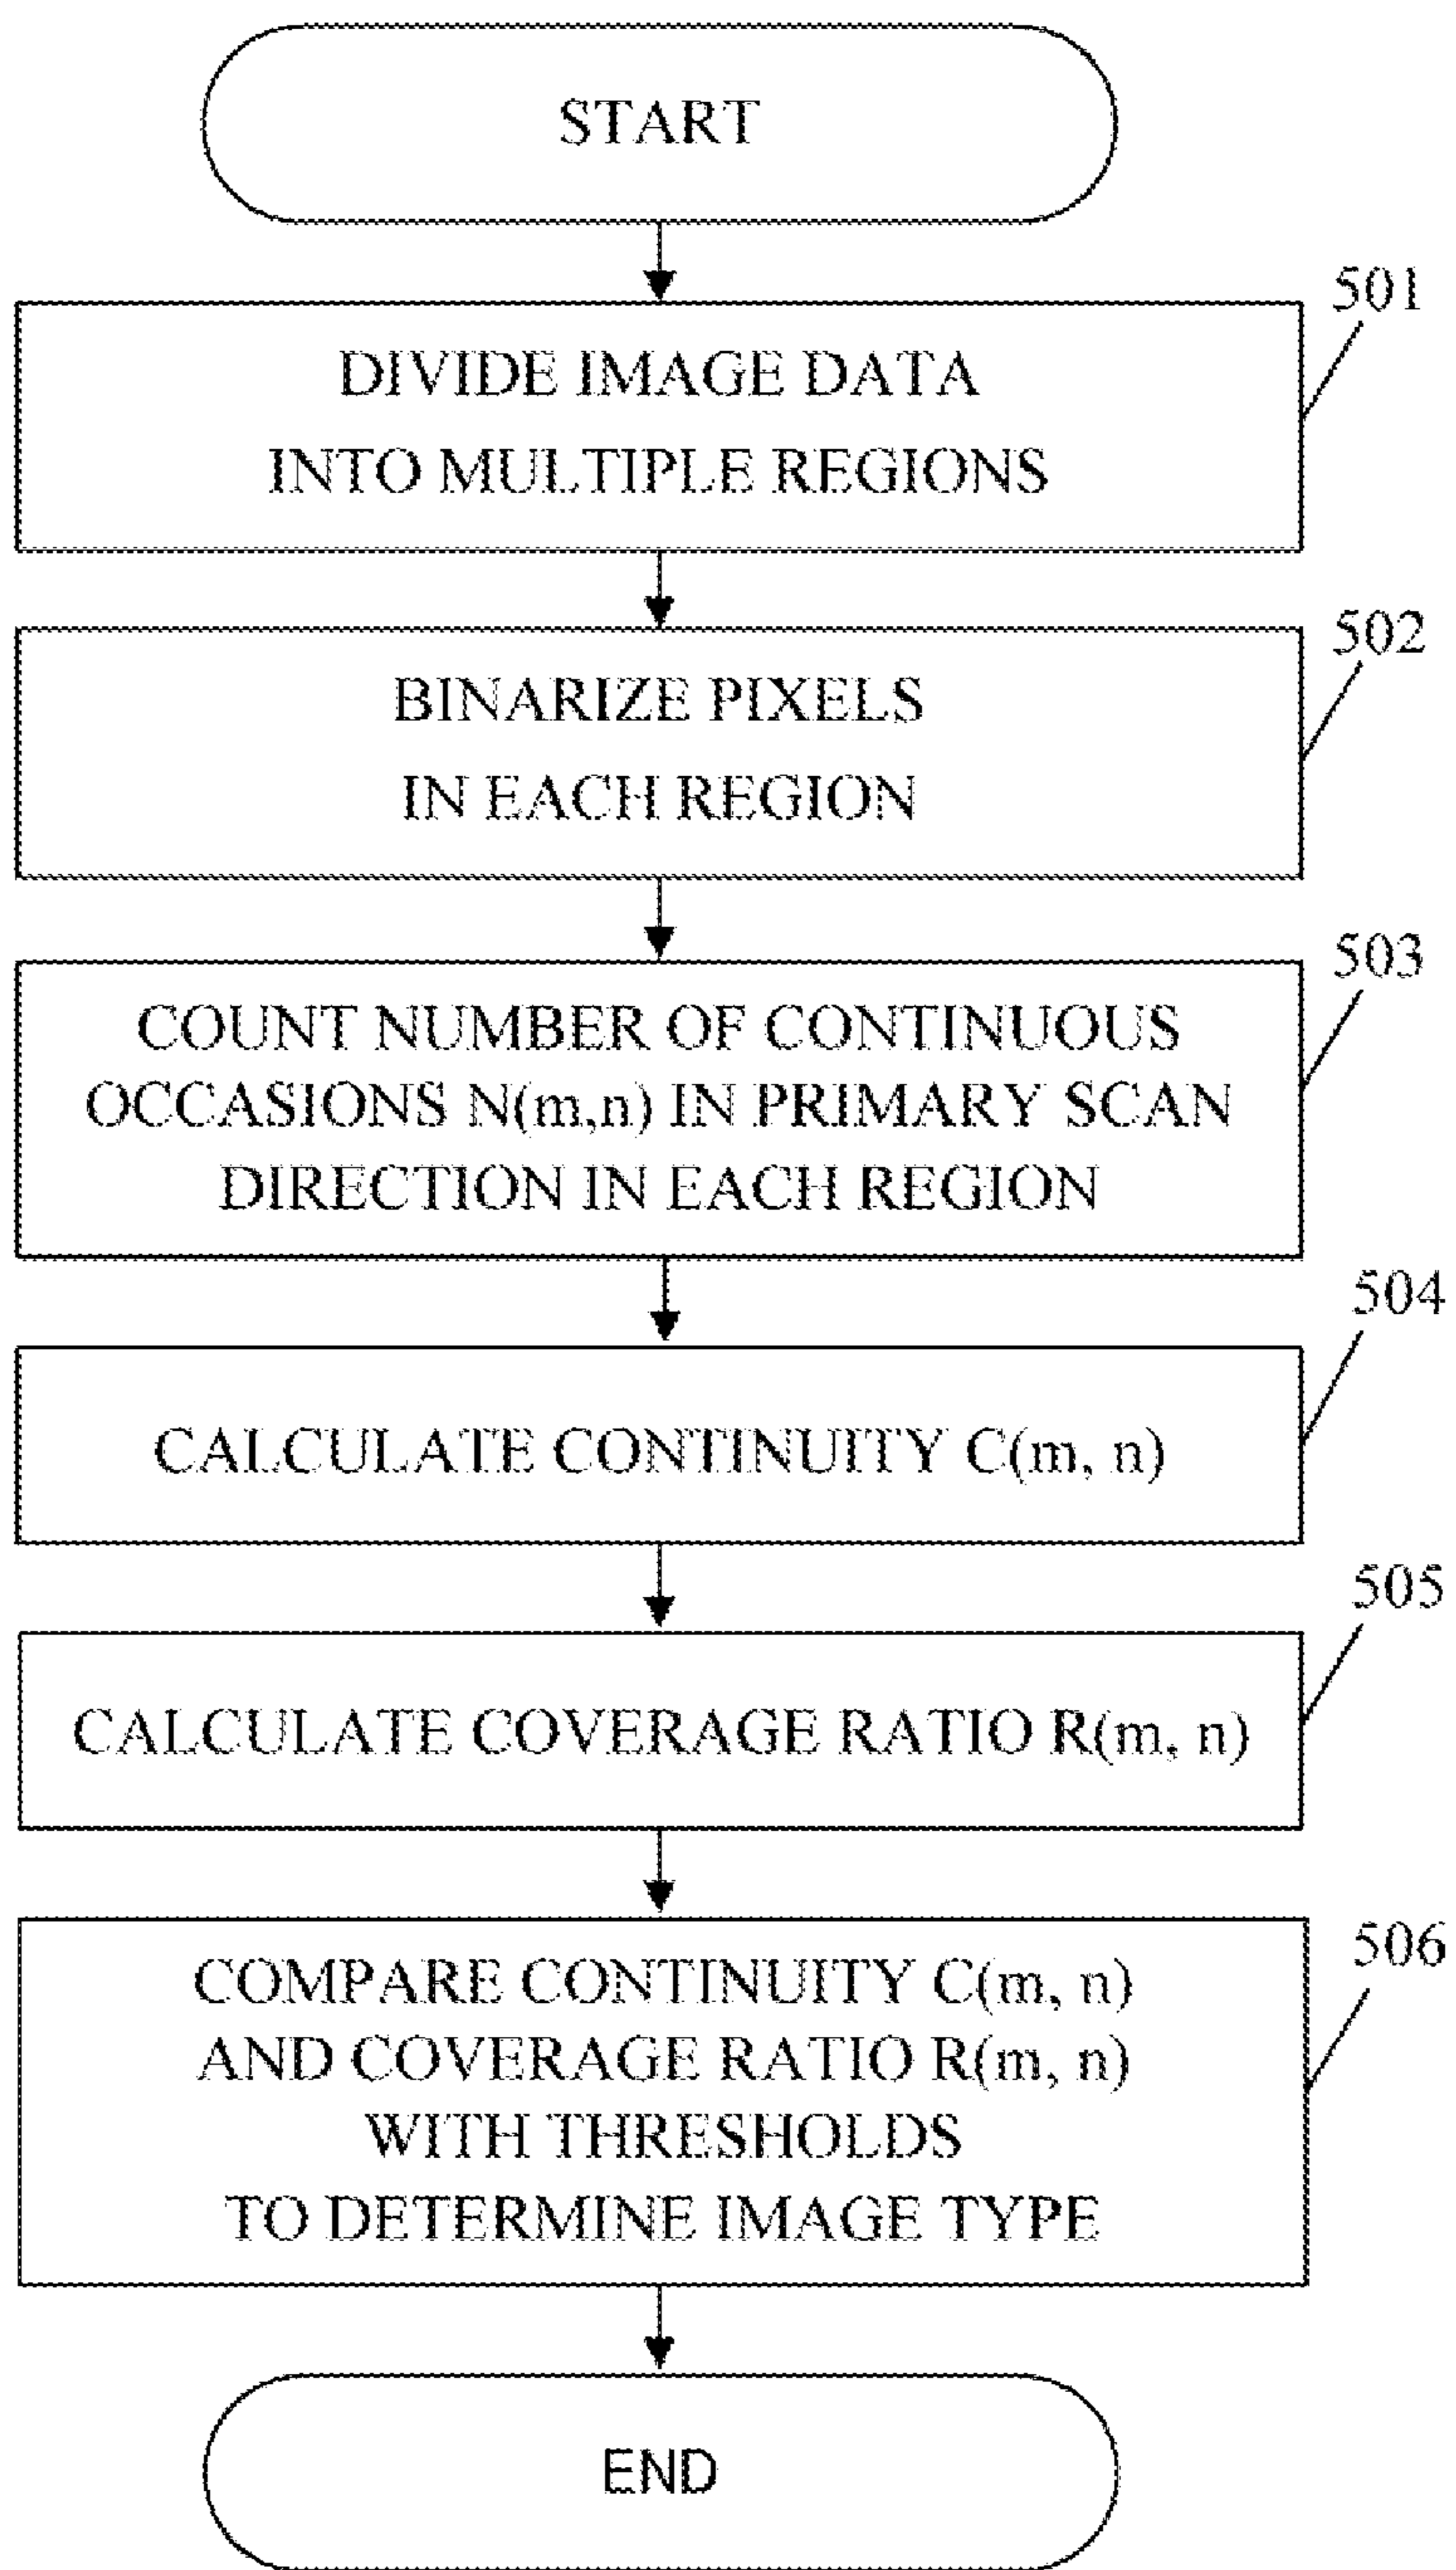 START
501
DIVIDE IMAGE DATA
INTO MULTIPLE REGIONS
502
BINARIZE PIXELS
IN EACH REGION
503
COUNT NUMBER OF CONTINUOUS
OCCASIONS N(m,n) IN PRIMARY SCAN
DIRECTION IN EACH REGION
504
CALCULATE CONTINUITY C(m, n)
505
CALCULATE COVERAGE RATIO R(m, n)
506
COMPARE CONTINUITY C(m, n)
AND COVERAGE RATIO R(m, n)
WITH THRESHOLDS
TO DETERMINE IMAGE TYPE
END